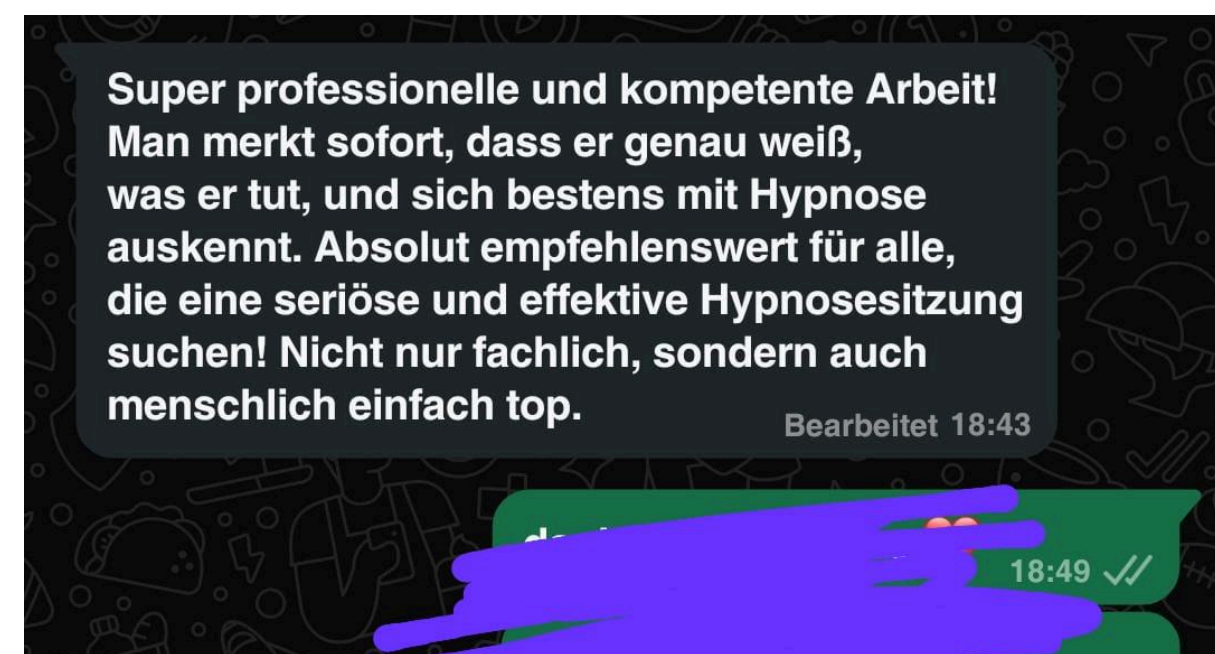 Super professionelle und kompetente Arbeit!
Man merkt sofort, dass er genau weiß,
was er tut, und sich bestens mit Hypnose
auskennt. Absolut empfehlenswert für alle,
die eine seriöse und effektive Hypnosesitzung
suchen! Nicht nur fachlich, sondern auch
menschlich einfach top.
Bearbeitet 18:43
18:49